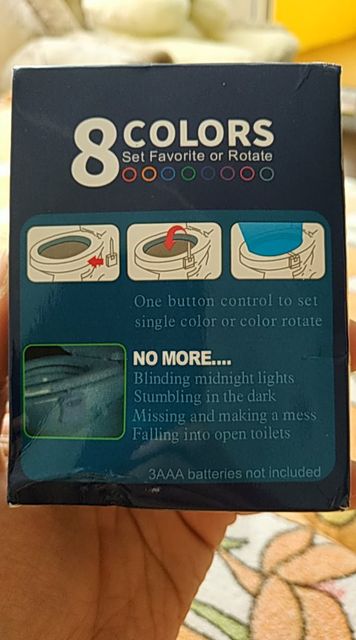 8 COLORS
Set Favorite or Rotate
One button control to set
single color or color rotate
NO MORE....
Blinding midnight lights
Stumbling in the dark
Missing and making a mess
Falling into open toilets
3AAA batteries not included